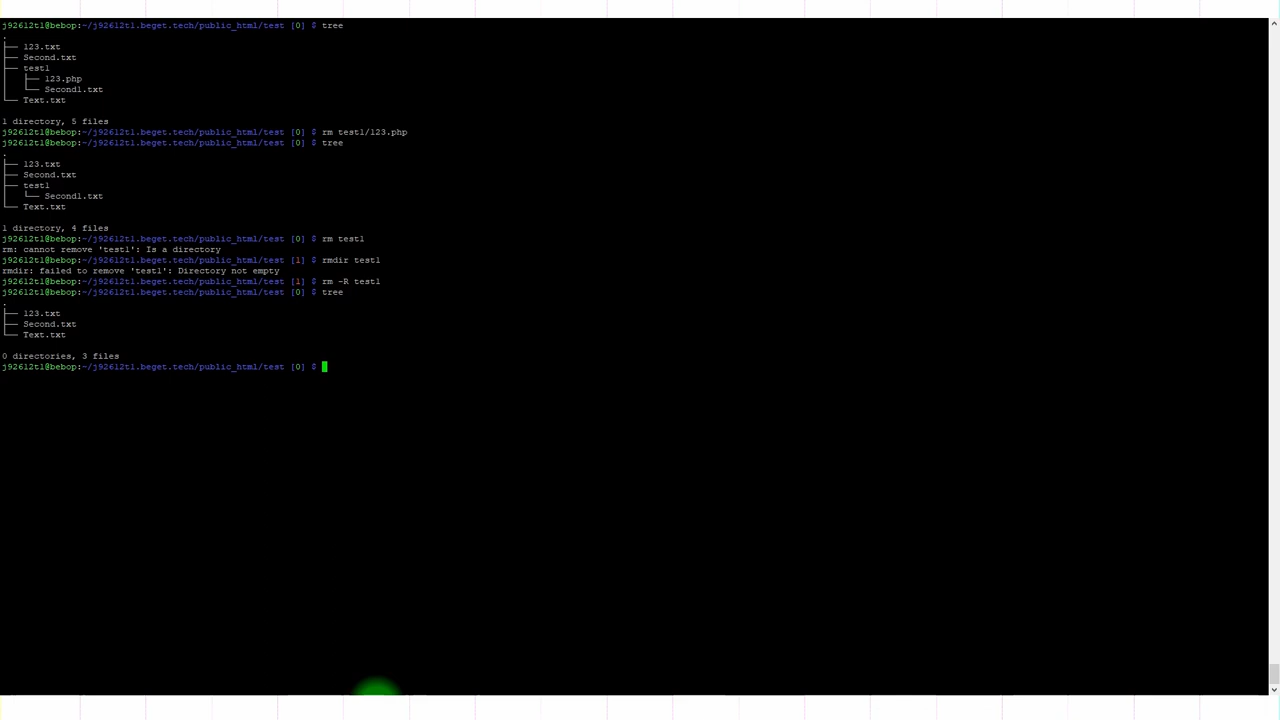 j92612t1@bebop:~/j92612t1.beget.tech/public_html/test [0] $ tree
.
├── 123.txt
├── Second.txt
├── test1
│   ├── 123.php
│   └── Second1.txt
└── Text.txt
1 directory, 5 files
j92612t1@bebop:~/j92612t1.beget.tech/public_html/test [0] $ rm test1/123.php
j92612t1@bebop:~/j92612t1.beget.tech/public_html/test [0] $ tree
.
├── 123.txt
├── Second.txt
├── test1
│   └── Second1.txt
└── Text.txt
1 directory, 4 files
j92612t1@bebop:~/j92612t1.beget.tech/public_html/test [0] $ rm test1
rm: cannot remove 'test1': Is a directory
j92612t1@bebop:~/j92612t1.beget.tech/public_html/test [1] $ rmdir test1
rmdir: failed to remove 'test1': Directory not empty
j92612t1@bebop:~/j92612t1.beget.tech/public_html/test [1] $ rm -R test1
j92612t1@bebop:~/j92612t1.beget.tech/public_html/test [0] $ tree
.
├── 123.txt
├── Second.txt
└── Text.txt
0 directories, 3 files
j92612t1@bebop:~/j92612t1.beget.tech/public_html/test [0] $